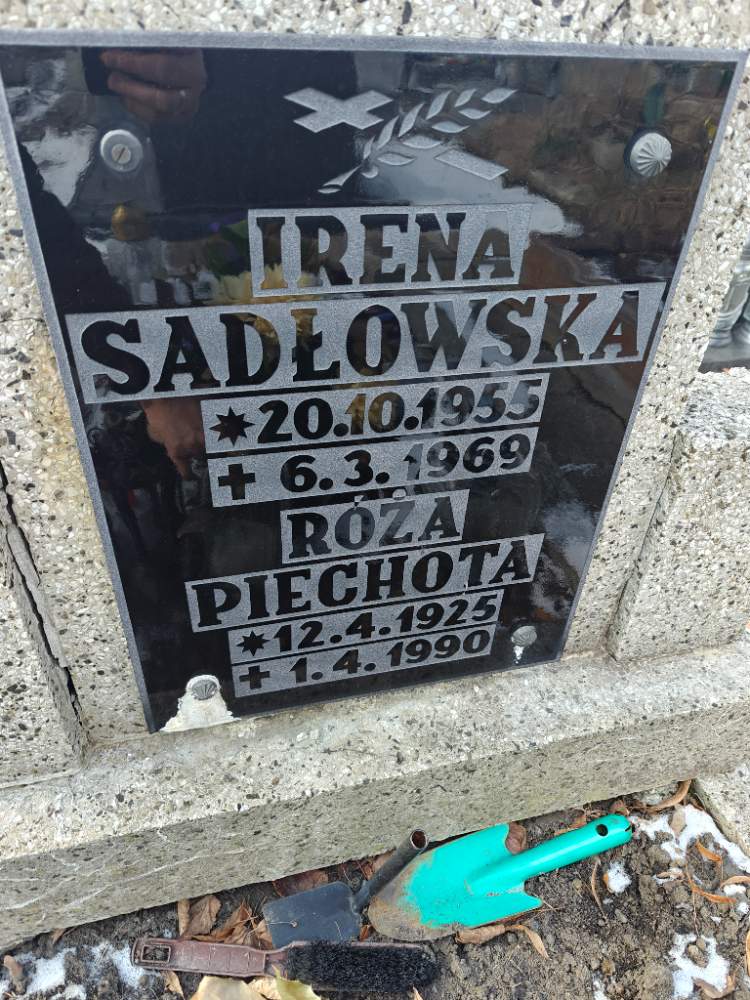 IRENA
SADŁOWSKA
20.10.1955
6.3.1969
RÓŻA
PIECHOTA
12.4.1925
1.4.1990